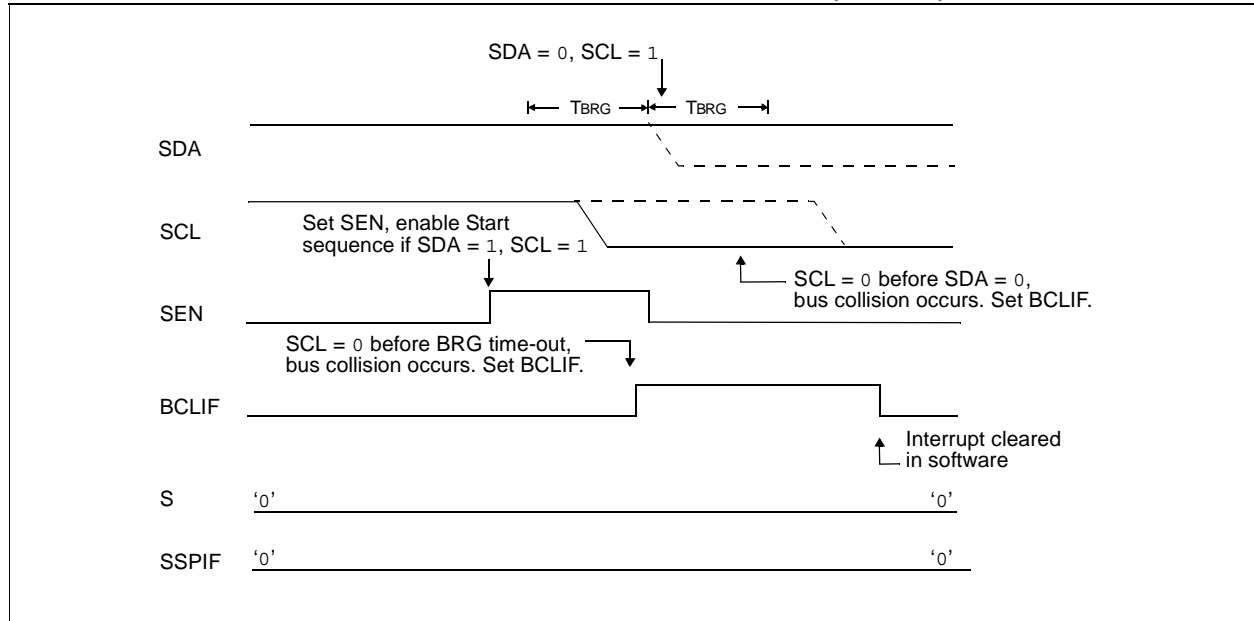 SDA = 0, SCL = 1
TBRG TBRG
SDA
SCL
Set SEN, enable Start
sequence if SDA = 1, SCL = 1
SCL = 0 before SDA = 0,
bus collision occurs. Set BCLIF.
SEN
SCL = 0 before BRG time-out,
bus collision occurs. Set BCLIF.
BCLIF
Interrupt cleared
in software
S ‘0’ ‘0’
SSPIF ‘0’ ‘0’